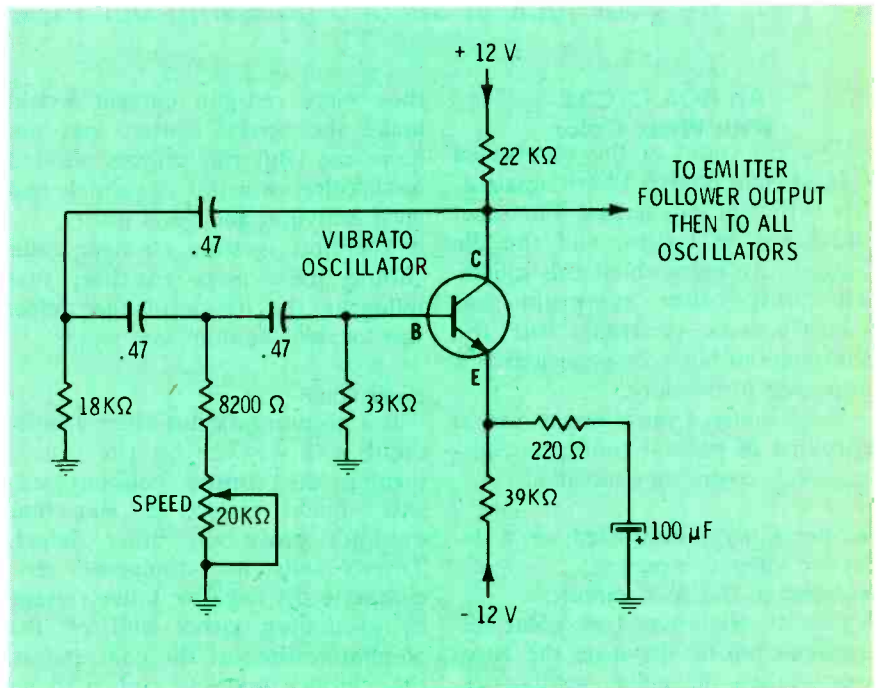 + 12 V
22 KΩ
TO EMITTER
FOLLOWER OUTPUT
THEN TO ALL
OSCILLATORS
.47
VIBRATO
OSCILLATOR
C
B
E
.47
.47
18KΩ
8200 Ω
33KΩ
220 Ω
SPEED
20KΩ
39KΩ
100 µF
+
- 12 V